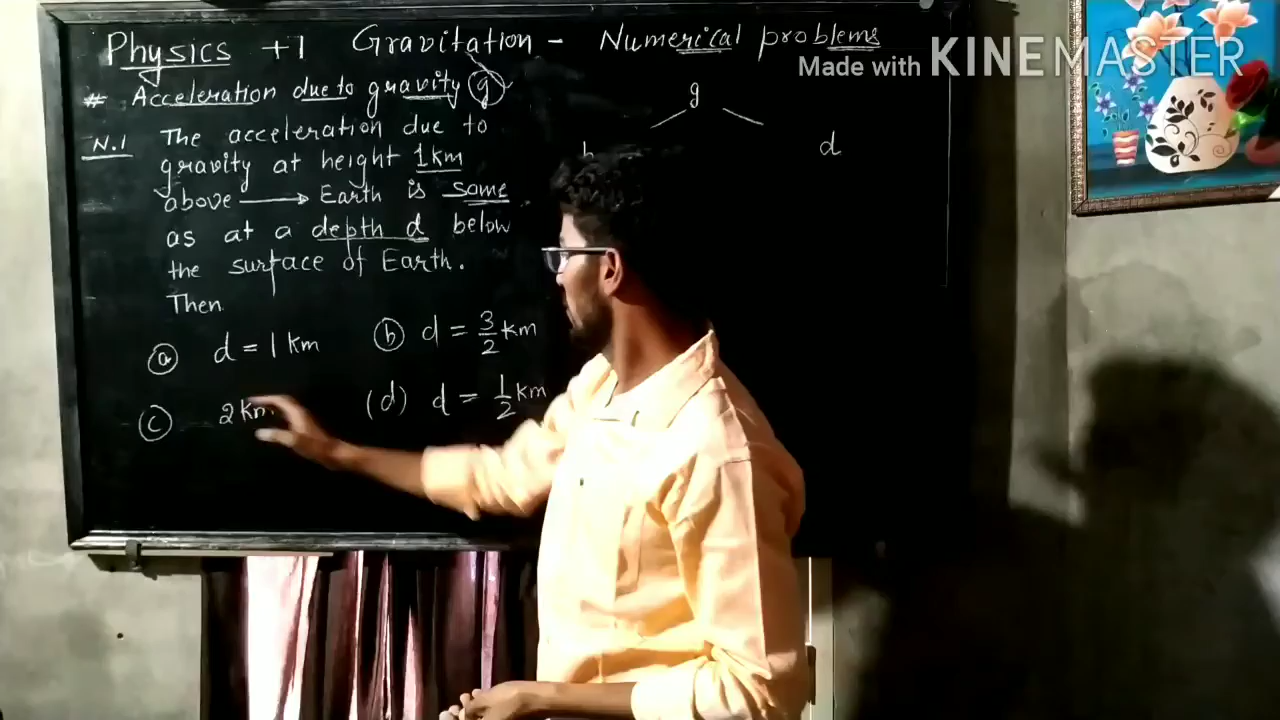 Physics +1 Gravitation - Numerical problems
Made with KINEMASTER
# Acceleration due to gravity g
g
N.1 The acceleration due to
gravity at height 1km
above → Earth is same
as at a depth d below
the surface of Earth.
Then
h d
(a) d = 1 km (b) d = 3/2 km
(c) 2 km (d) d = 1/2 km